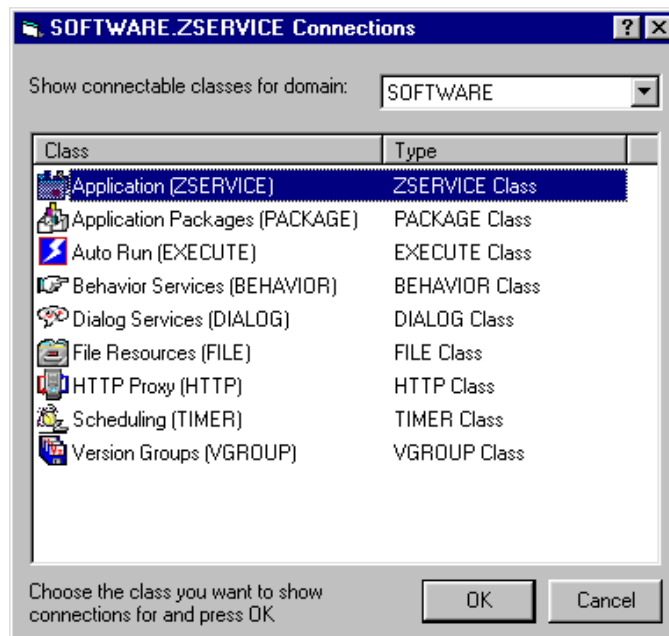 SOFTWARE.ZSERVICE Connections
Show connectable classes for domain: SOFTWARE
Class Type
Application (ZSERVICE) ZSERVICE Class
Application Packages (PACKAGE) PACKAGE Class
Auto Run (EXECUTE) EXECUTE Class
Behavior Services (BEHAVIOR) BEHAVIOR Class
Dialog Services (DIALOG) DIALOG Class
File Resources (FILE) FILE Class
HTTP Proxy (HTTP) HTTP Class
Scheduling (TIMER) TIMER Class
Version Groups (VGROUP) VGROUP Class
Choose the class you want to show
connections for and press OK
OK Cancel